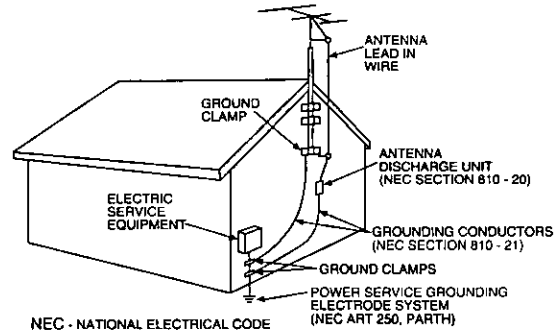 ANTENNA
LEAD IN
WIRE
GROUND
CLAMP
ANTENNA
DISCHARGE UNIT
(NEC SECTION 810 - 20)
ELECTRIC
SERVICE
EQUIPMENT
GROUNDING CONDUCTORS
(NEC SECTION 810 - 21)
GROUND CLAMPS
POWER SERVICE GROUNDING
ELECTRODE SYSTEM
(NEC ART 250, PARTH)
NEC - NATIONAL ELECTRICAL CODE